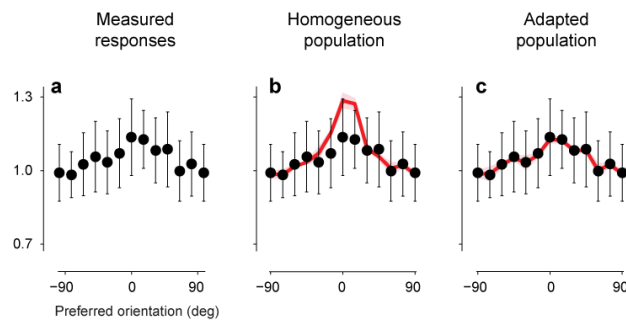 Measured
responses
Homogeneous
population
Adapted
population
a
b
c
1.3
1.0
0.7
−90 0 90
−90 0 90
−90 0 90
Preferred orientation (deg)